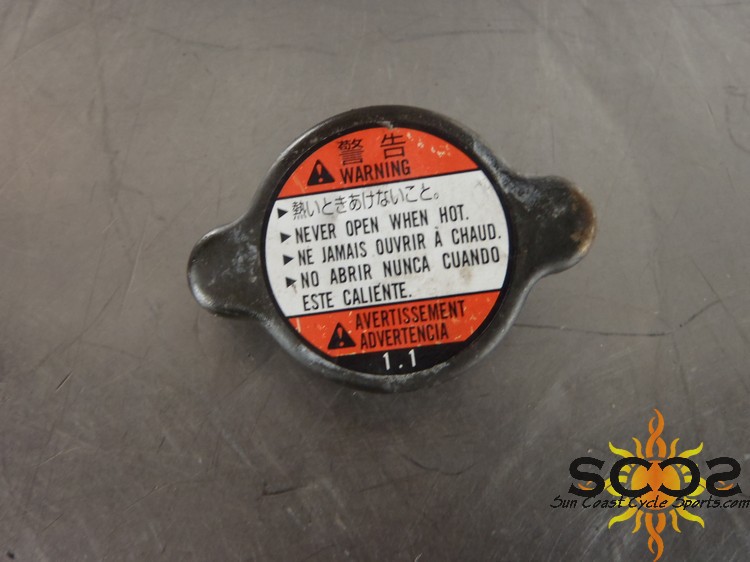 警告
WARNING
▶熱いときあけないこと。
▶NEVER OPEN WHEN HOT.
▶NE JAMAIS OUVRIR À CHAUD.
▶NO ABRIR NUNCA CUANDO
ESTE CALIENTE.
AVERTISSEMENT
ADVERTENCIA
1.1
SCCS
Sun Coast Cycle Sports.com